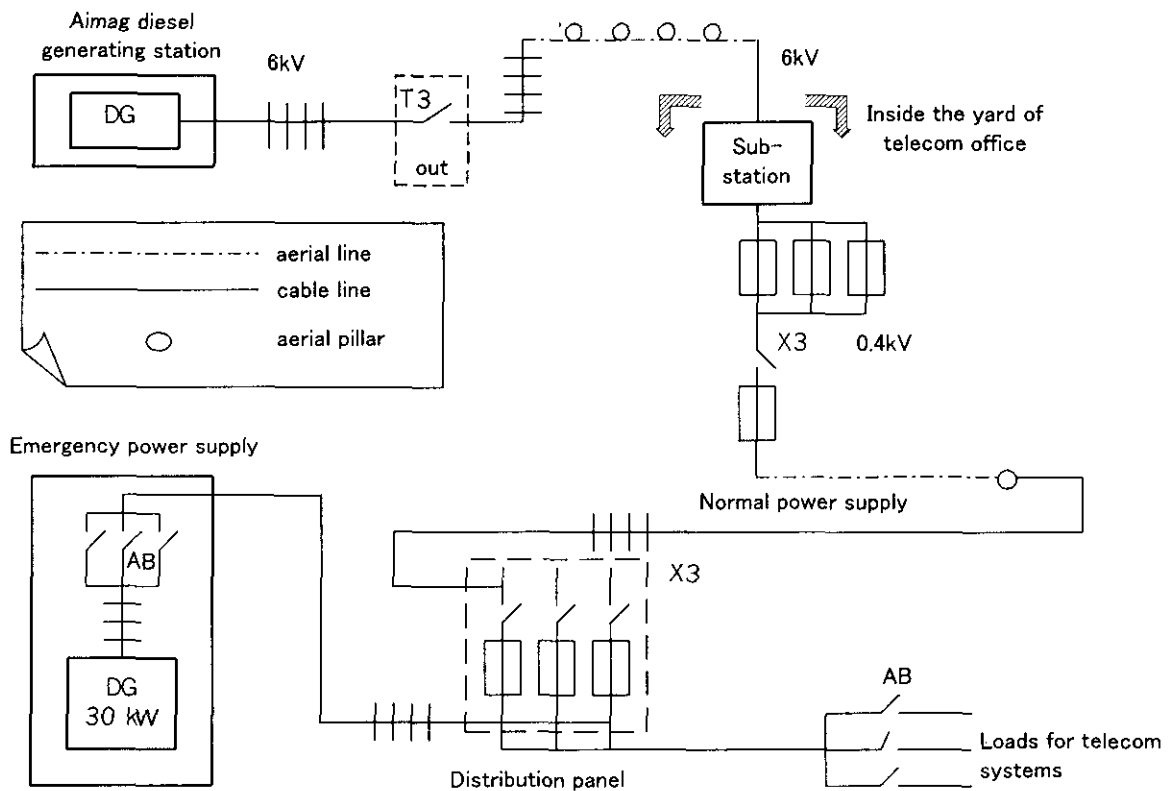 Aimag diesel
generating station
DG
6kV
T3
out
6kV
Inside the yard of
telecom office
Sub-
station
aerial line
cable line
aerial pillar
X3
0.4kV
Emergency power supply
AB
DG
30 kW
Normal power supply
X3
Distribution panel
AB
Loads for telecom
systems